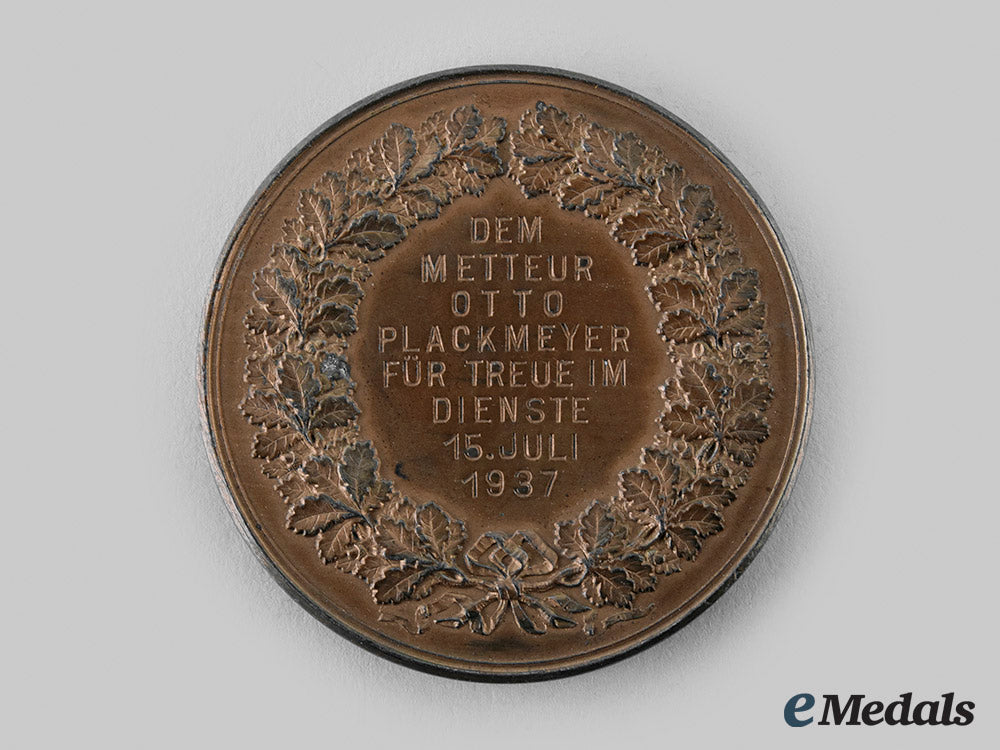 DEM
METTEUR
OTTO
PLACKMEYER
FÜR TREUE IM
DIENSTE
15. JULI
1937
eMedals